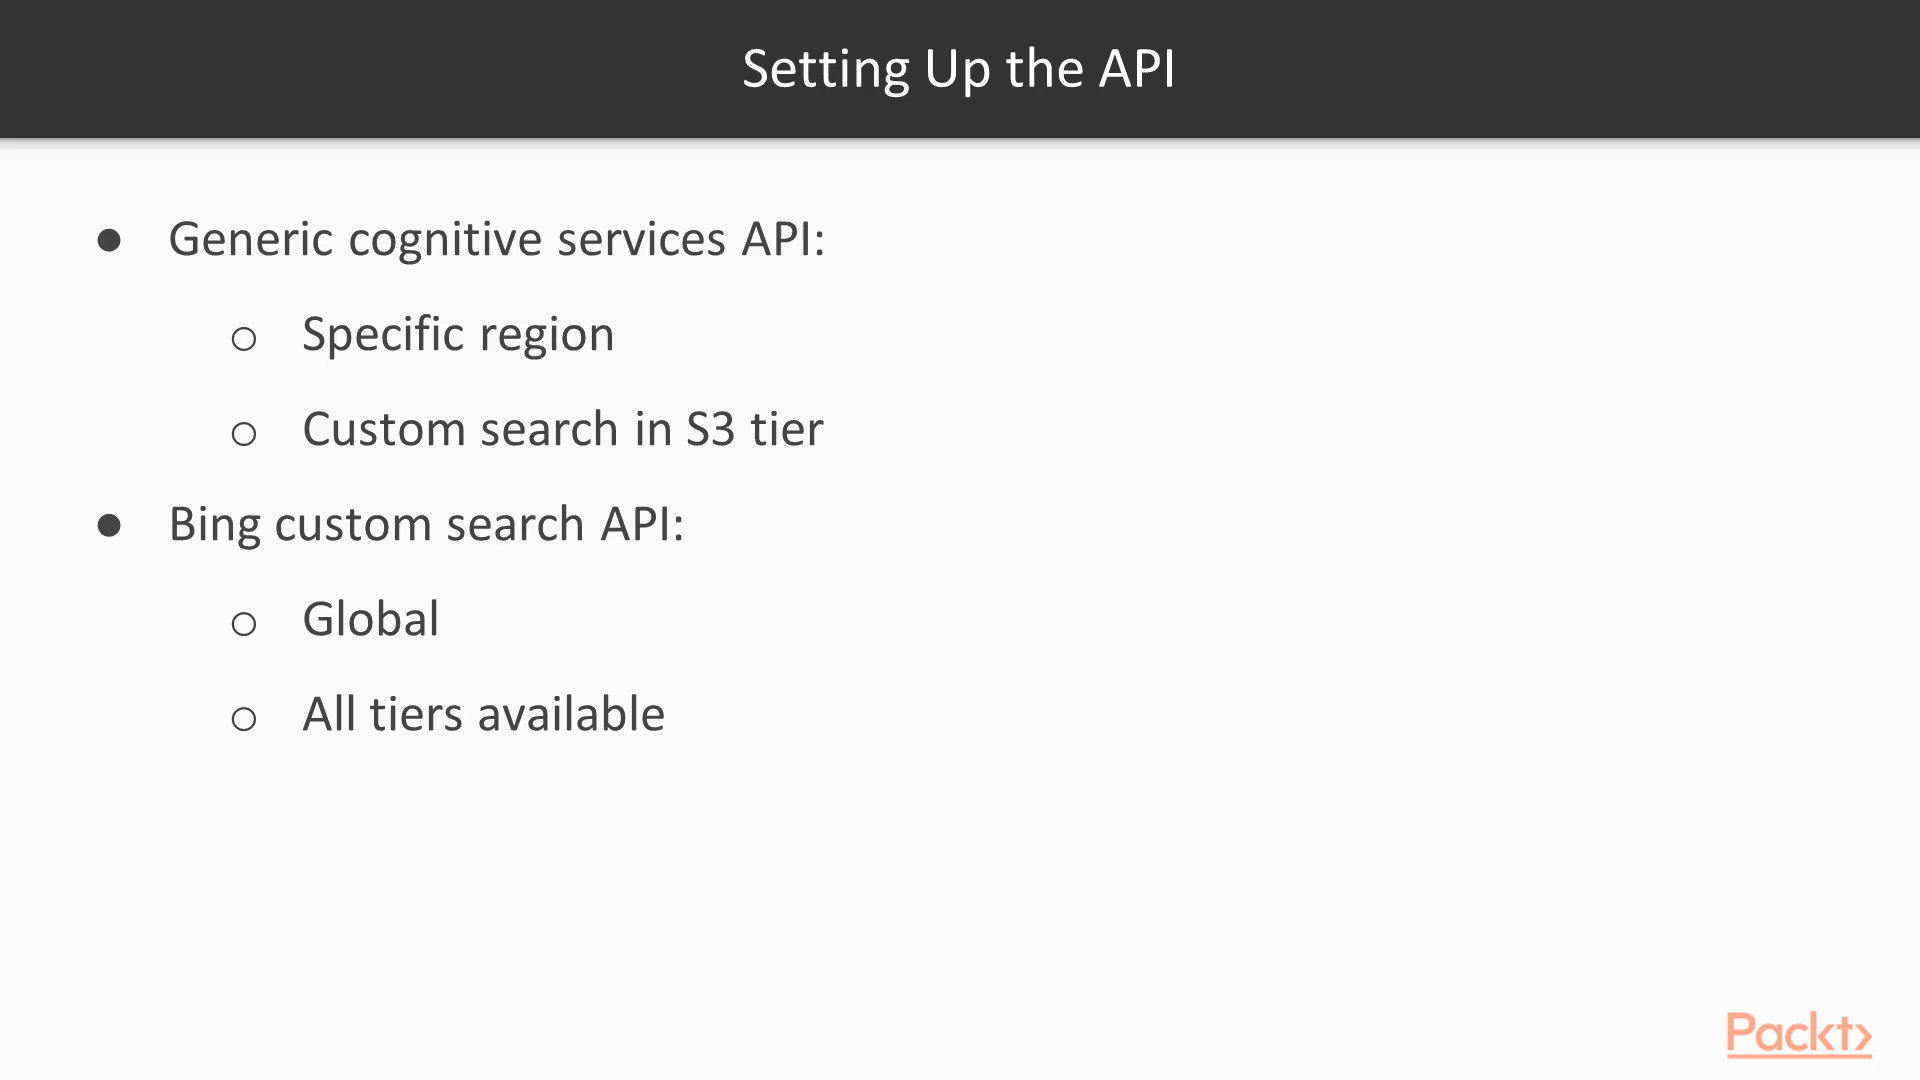 Setting Up the API
● Generic cognitive services API:
○ Specific region
○ Custom search in S3 tier
● Bing custom search API:
○ Global
○ All tiers available
Packt>